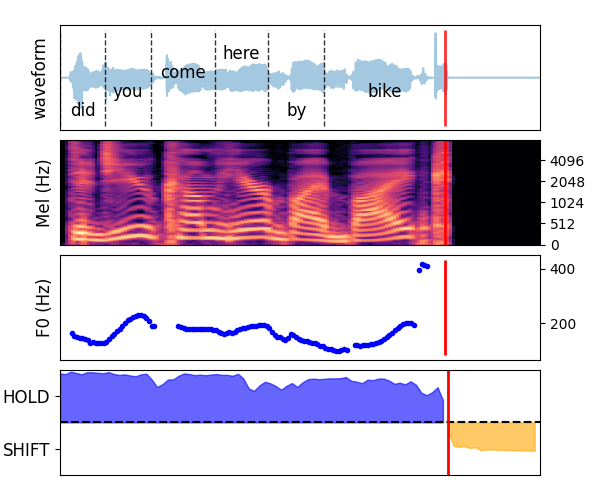 waveform
did you come here by bike
Mel (Hz)
4096
2048
1024
512
0
F0 (Hz)
400
200
HOLD
SHIFT